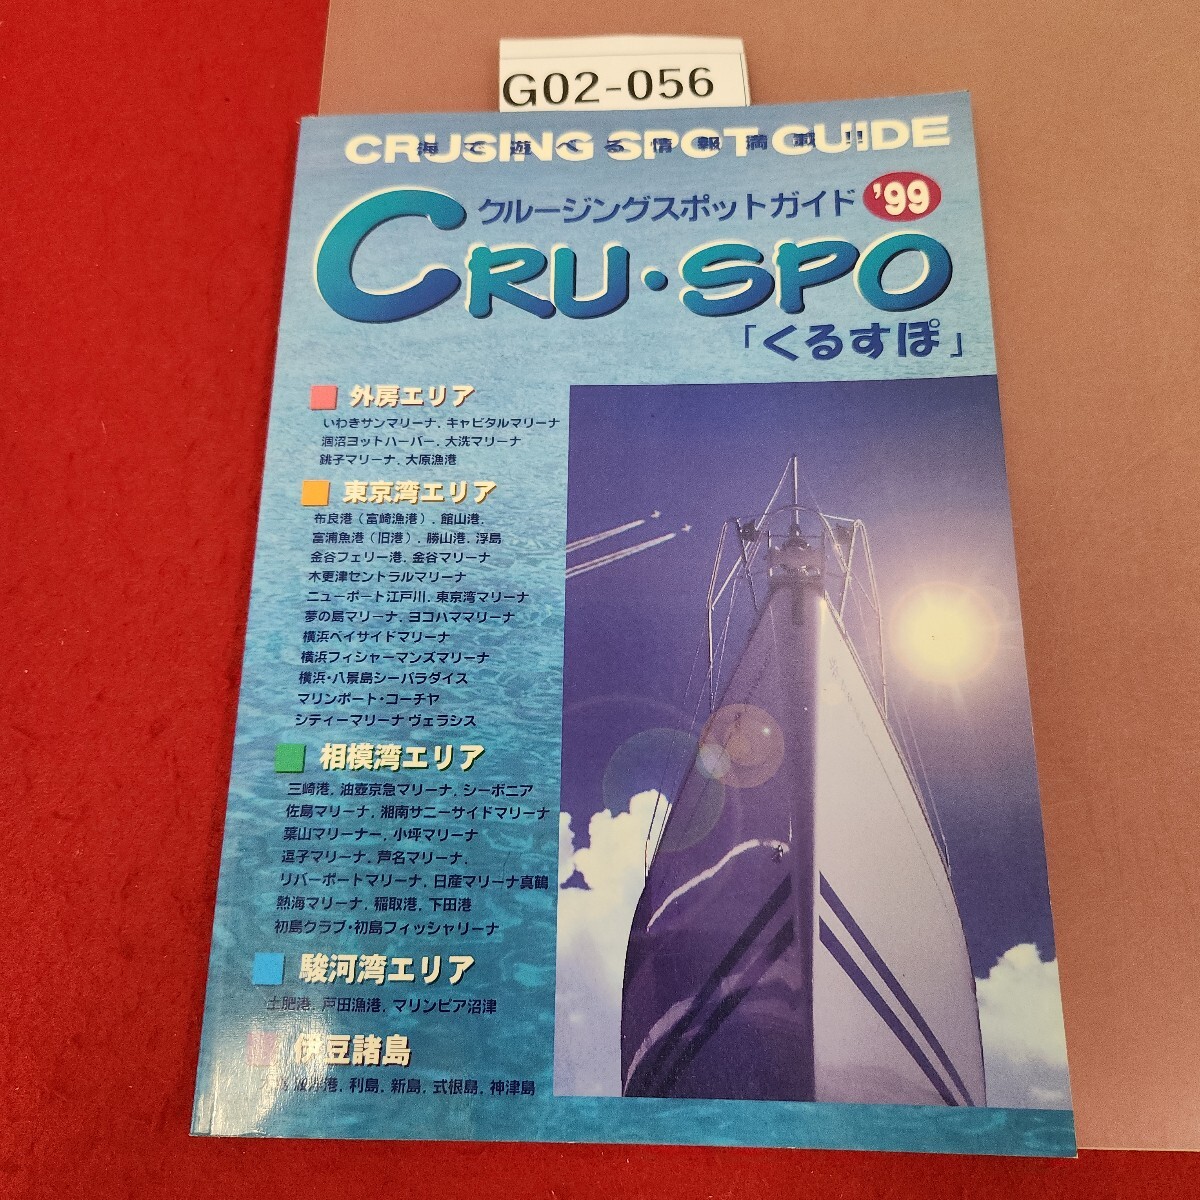 G02-056
CRUSING SPOT GUIDE
海で遊べる情報満載!!
クルージングスポットガイド '99
CRU・SPO
「くるすぽ」
外房エリア
いわきサンマリーナ, キャピタルマリーナ
涸沼ヨットハーバー, 大洗マリーナ
銚子マリーナ, 大原漁港
東京湾エリア
布良港(富崎漁港), 館山港,
富浦魚港(旧港), 勝山港, 浮島
金谷フェリー港, 金谷マリーナ
木更津セントラルマリーナ
ニューポート江戸川, 東京湾マリーナ
夢の島マリーナ, ヨコハママリーナ
横浜ベイサイドマリーナ
横浜フィシャーマンズマリーナ
横浜・八景島シーパラダイス
マリンポート・コーチヤ
シティーマリーナ ヴェラシス
相模湾エリア
三崎港, 油壺京急マリーナ, シーボニア
佐島マリーナ, 湘南サニーサイドマリーナ
葉山マリーナー, 小坪マリーナ
逗子マリーナ, 芦名マリーナ,
リバーポートマリーナ, 日産マリーナ真鶴
熱海マリーナ, 稲取港, 下田港
初島クラブ・初島フィッシャリーナ
駿河湾エリア
土肥港, 戸田漁港, マリンピア沼津
伊豆諸島
波浮港, 利島, 新島, 式根島, 神津島